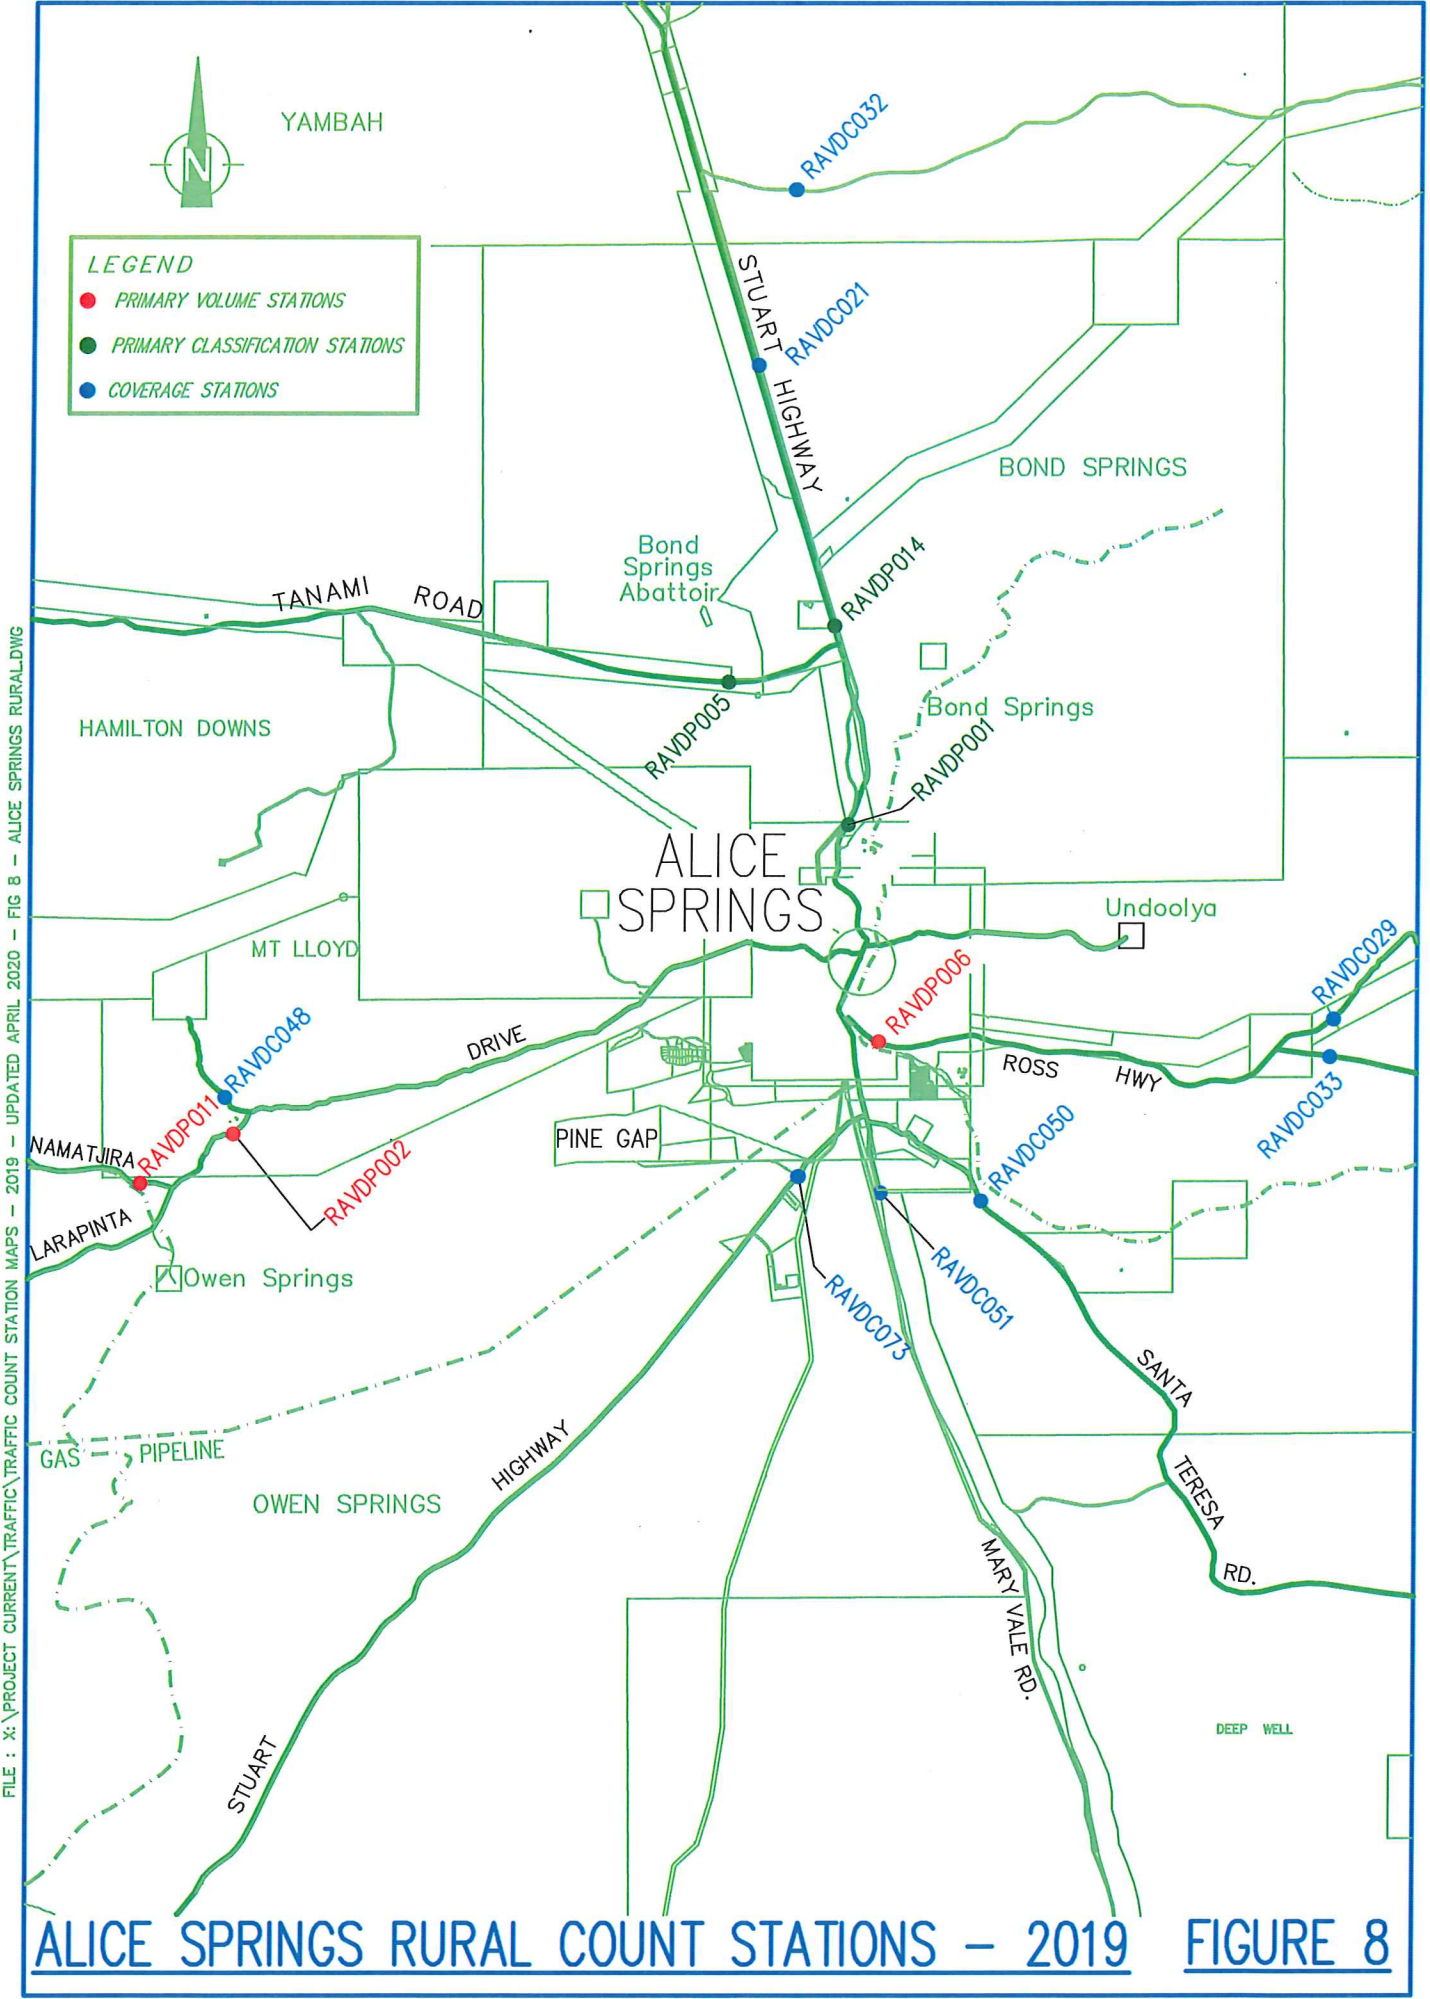 YAMBAH
N
LEGEND
PRIMARY VOLUME STATIONS
PRIMARY CLASSIFICATION STATIONS
COVERAGE STATIONS
RAVDC032
STUART HIGHWAY
RAVDC021
BOND SPRINGS
Bond
Springs
Abattoir
RAVDP014
TANAMI ROAD
RAVDP005
HAMILTON DOWNS
Bond Springs
RAVDP001
ALICE
SPRINGS
Undoolya
MT LLOYD
RAVDP006
RAVDC029
RAVDC048
DRIVE
ROSS HWY
RAVDC033
RAVDP011
NAMATJIRA
RAVDP002
PINE GAP
RAVDC050
LARAPINTA
Owen Springs
RAVDC073
RAVDC051
SANTA TERESA RD.
GAS PIPELINE
OWEN SPRINGS
STUART HIGHWAY
MARY VALE RD.
DEEP WELL
FILE : X:\PROJECT CURRENT\TRAFFIC\TRAFFIC COUNT STATION MAPS - 2019 - UPDATED APRIL 2020 - FIG 8 - ALICE SPRINGS RURAL.DWG
ALICE SPRINGS RURAL COUNT STATIONS - 2019 FIGURE 8